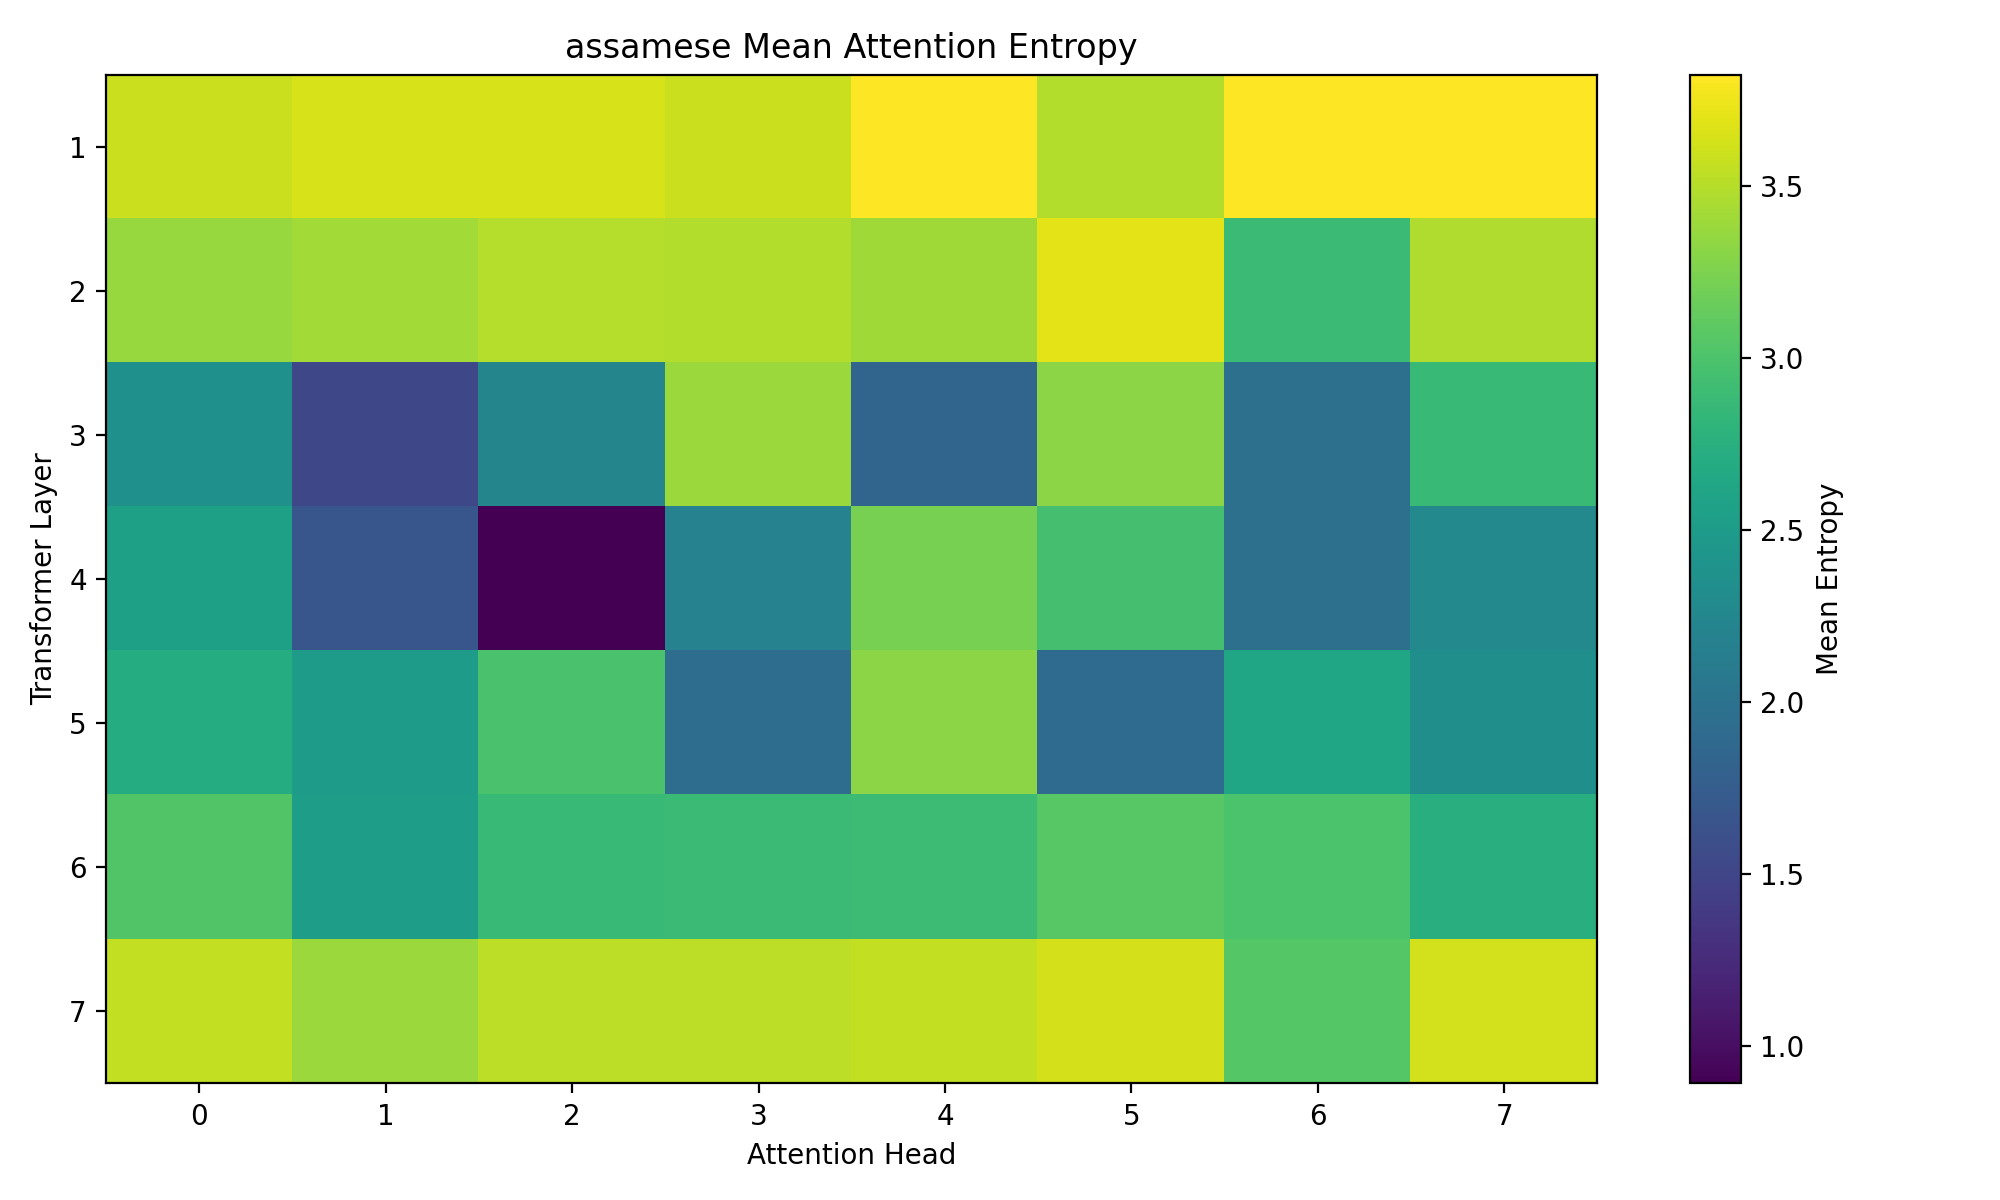 assamese Mean Attention Entropy
Transformer Layer
1
2
3
4
5
6
7
0 1 2 3 4 5 6 7
Attention Head
3.5
3.0
2.5
2.0
1.5
1.0
Mean Entropy